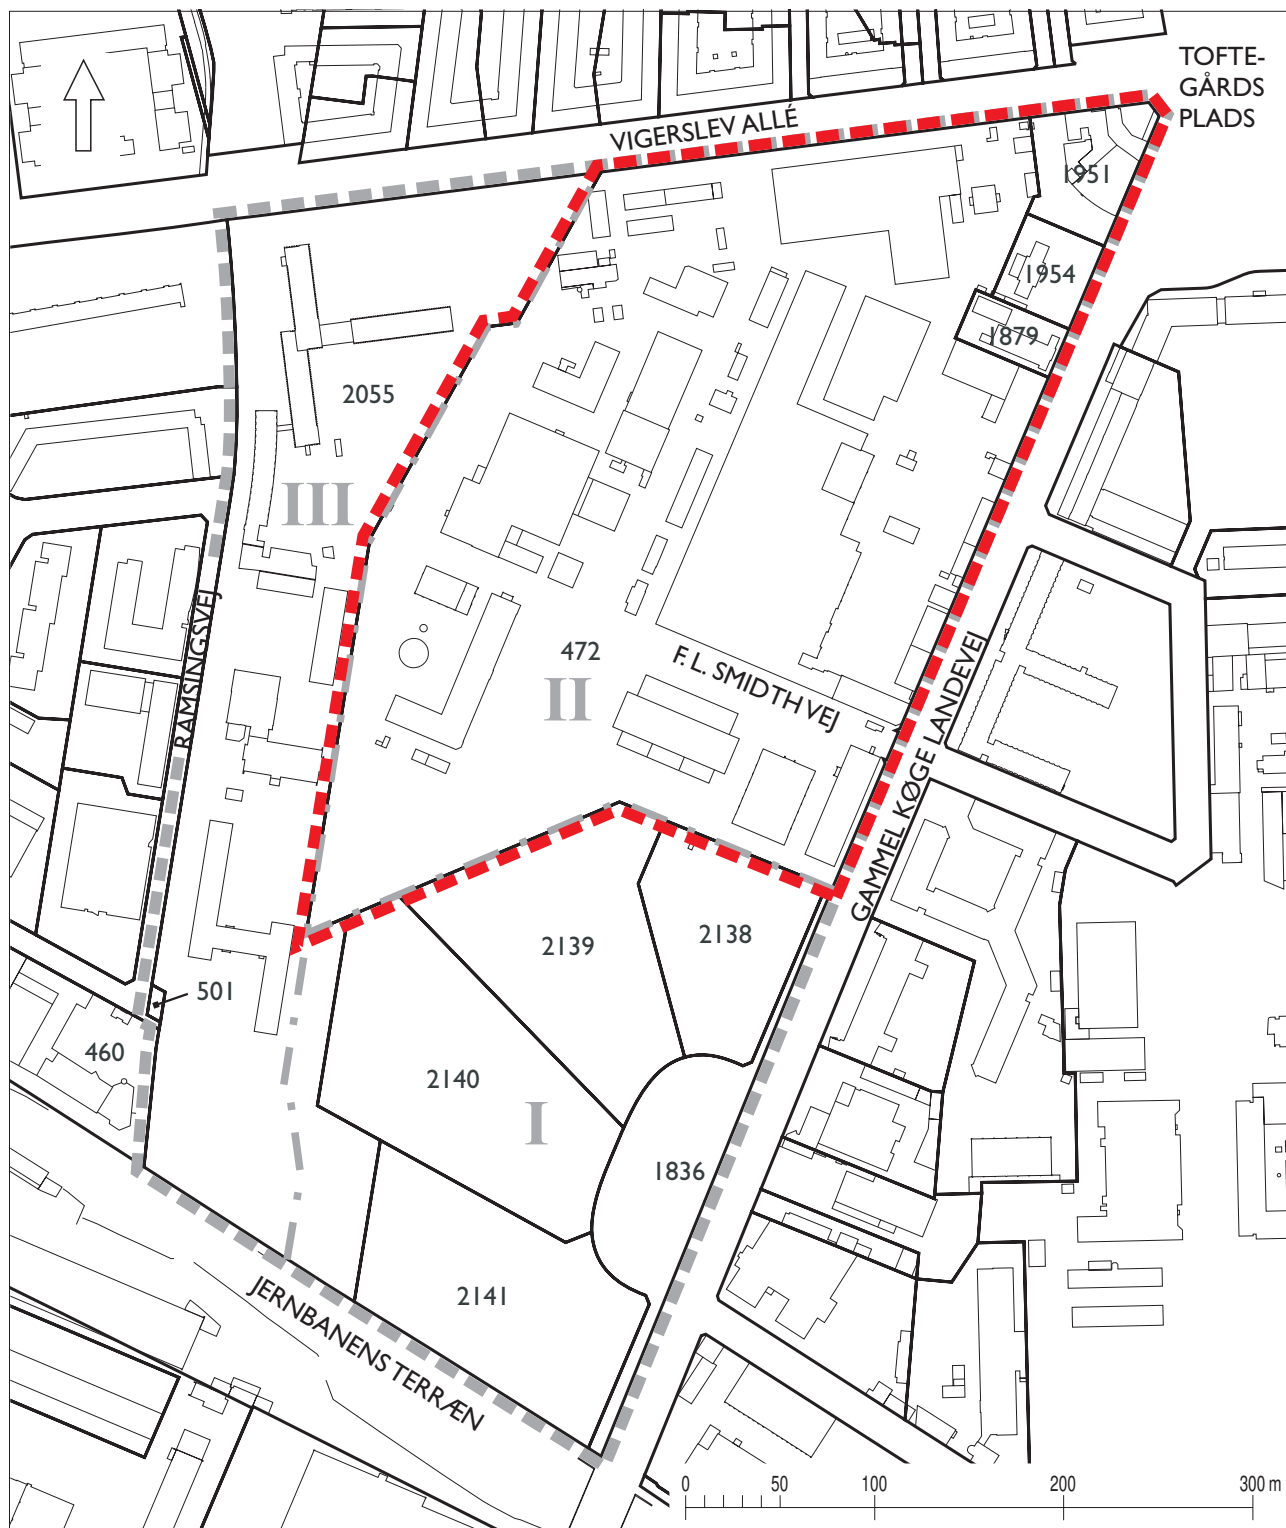 TOFTE-
GÅRDS
PLADS
VIGERSLEV ALLÉ
1951
1954
1879
2055
III
RAMSINGSVEJ
472
II
F. L. SMIDTH VEJ
GAMMEL KØGE LANDEVEJ
2139
2138
501
460
2140
I
1836
2141
JERNBANENS TERRÆN
0 50 100 200 300 m